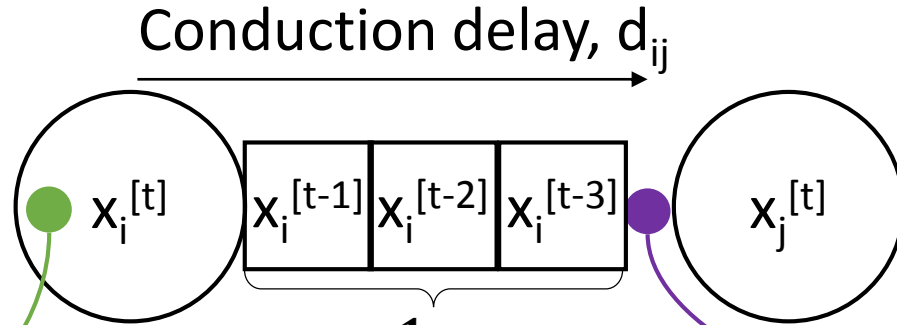 Conduction delay, dᵢⱼ
xᵢ^[t] xᵢ^[t-1] xᵢ^[t-2] xᵢ^[t-3] xⱼ^[t]